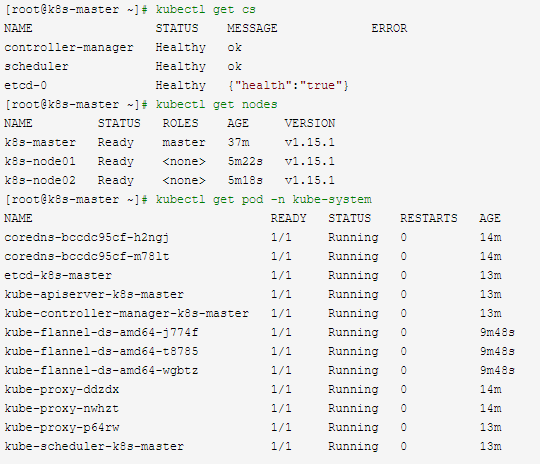 [root@k8s-master ~]# kubectl get cs
NAME                 STATUS    MESSAGE             ERROR
controller-manager   Healthy   ok
scheduler            Healthy   ok
etcd-0               Healthy   {"health":"true"}
[root@k8s-master ~]# kubectl get nodes
NAME         STATUS   ROLES    AGE     VERSION
k8s-master   Ready    master   37m     v1.15.1
k8s-node01   Ready    <none>   5m22s   v1.15.1
k8s-node02   Ready    <none>   5m18s   v1.15.1
[root@k8s-master ~]# kubectl get pod -n kube-system
NAME                                 READY   STATUS    RESTARTS   AGE
coredns-bccdc95cf-h2ngj              1/1     Running   0          14m
coredns-bccdc95cf-m78lt              1/1     Running   0          14m
etcd-k8s-master                      1/1     Running   0          13m
kube-apiserver-k8s-master            1/1     Running   0          13m
kube-controller-manager-k8s-master   1/1     Running   0          13m
kube-flannel-ds-amd64-j774f          1/1     Running   0          9m48s
kube-flannel-ds-amd64-t8785          1/1     Running   0          9m48s
kube-flannel-ds-amd64-wgbtz          1/1     Running   0          9m48s
kube-proxy-ddzdx                     1/1     Running   0          14m
kube-proxy-nwhzt                     1/1     Running   0          14m
kube-proxy-p64rw                     1/1     Running   0          13m
kube-scheduler-k8s-master            1/1     Running   0          13m